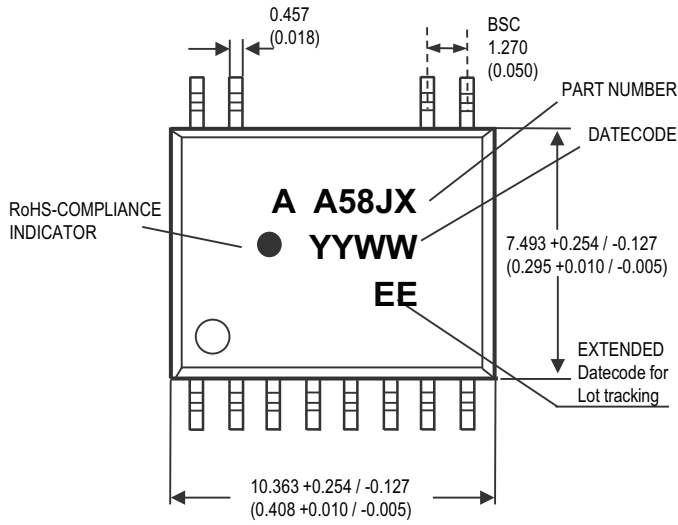 0.457
(0.018)
BSC
1.270
(0.050)
PART NUMBER
DATECODE
A A58JX
RoHS-COMPLIANCE
INDICATOR
YYWW
7.493 +0.254 / -0.127
(0.295 +0.010 / -0.005)
EE
EXTENDED
Datecode for
Lot tracking
10.363 +0.254 / -0.127
(0.408 +0.010 / -0.005)